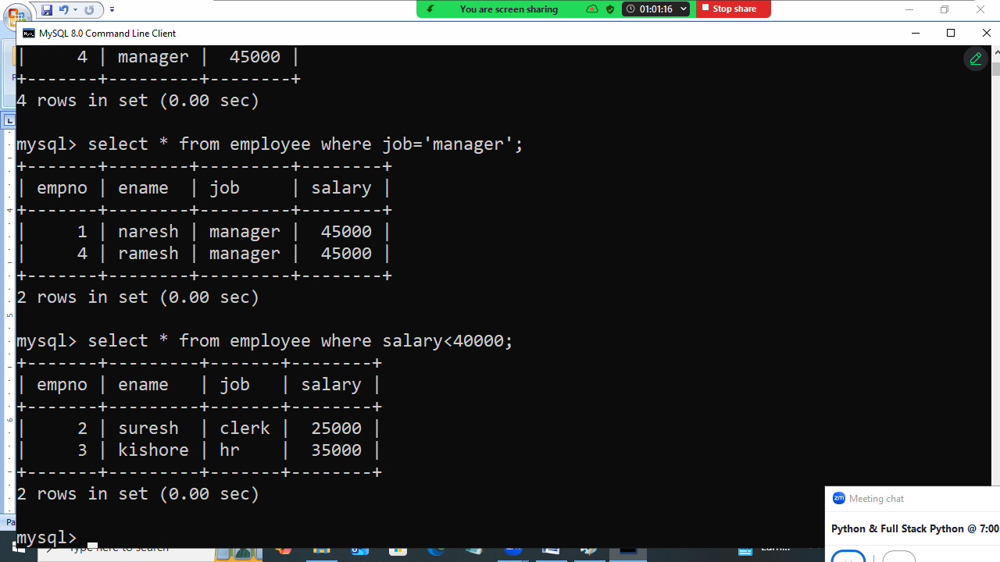 You are screen sharing 01:01:16 Stop share
MySQL 8.0 Command Line Client
|     4 | manager |  45000 |
+-------+---------+--------+
4 rows in set (0.00 sec)
mysql> select * from employee where job='manager';
+-------+--------+---------+--------+
| empno | ename  | job     | salary |
+-------+--------+---------+--------+
|     1 | naresh | manager |  45000 |
|     4 | ramesh | manager |  45000 |
+-------+--------+---------+--------+
2 rows in set (0.00 sec)
mysql> select * from employee where salary<40000;
+-------+---------+-------+--------+
| empno | ename   | job   | salary |
+-------+---------+-------+--------+
|     2 | suresh  | clerk |  25000 |
|     3 | kishore | hr    |  35000 |
+-------+---------+-------+--------+
2 rows in set (0.00 sec)
mysql>
zm Meeting chat
Python & Full Stack Python @ 7:00
Type here to search